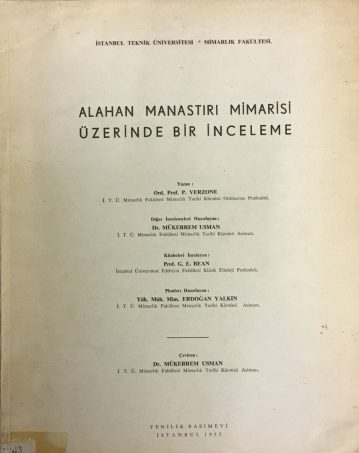 İSTANBUL TEKNİK ÜNİVERSİTESİ * MİMARLIK FAKÜLTESİ.
ALAHAN MANASTIRI MİMARİSİ
ÜZERİNDE BİR İNCELEME
Yazan :
Ord. Prof. P. VERZONE
İ. T. Ü. Mimarlık Fakültesi Mimarlık Tarihi Kürsüsü Ordinarius Profesörü.
Diğer İncelemeleri Hazırlayan :
Dr. MÜKERREM USMAN
İ. T. Ü. Mimarlık Fakültesi Mimarlık Tarihi Kürsüsü Asistanı.
Kitabeleri İnceleyen :
Prof. G. E. BEAN
İstanbul Üniversitesi Edebiyat Fakültesi Klâsik Filoloji Profesörü.
Planları Hazırlayan :
Yük. Müh. Mim. ERDOĞAN YALKIN
İ. T. Ü. Mimarlık Fakültesi Mimarlık Tarihi Kürsüsü Asistanı.
Çeviren :
Dr. MÜKERREM USMAN
İ. T. Ü. Mimarlık Fakültesi Mimarlık Tarihi Kürsüsü Asistanı.
YENİLİK BASIMEVİ
İSTANBUL 1955